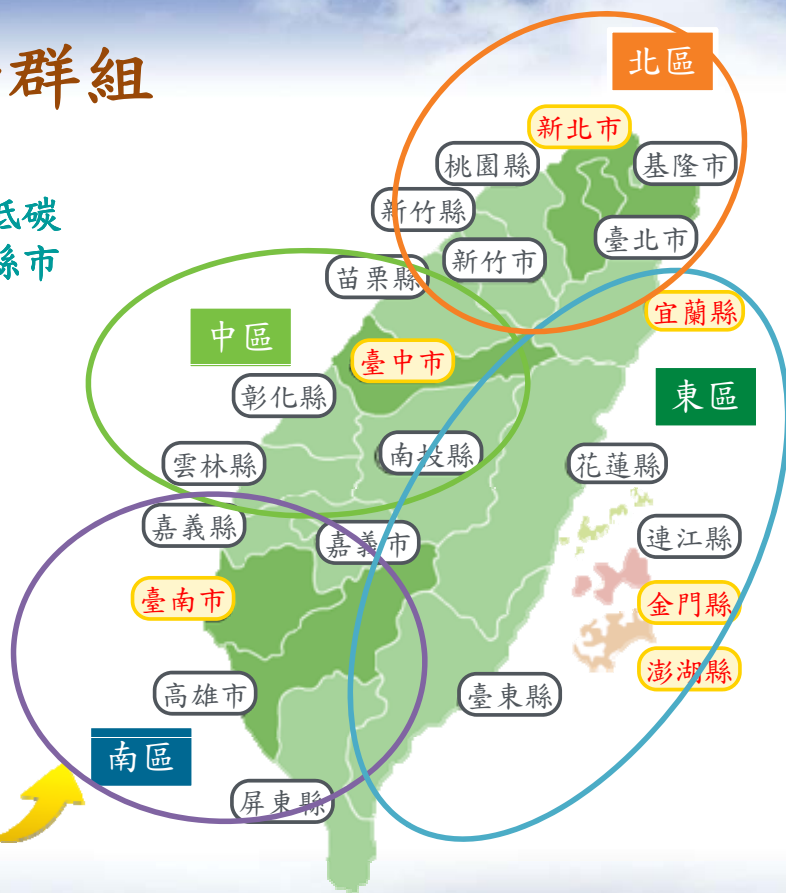 群組
低碳
縣市
北區
新北市
桃園縣
基隆市
新竹縣
臺北市
新竹市
苗栗縣
宜蘭縣
中區
臺中市
東區
彰化縣
南投縣
雲林縣
花蓮縣
嘉義縣
嘉義市
連江縣
臺南市
金門縣
澎湖縣
高雄市
臺東縣
南區
屏東縣